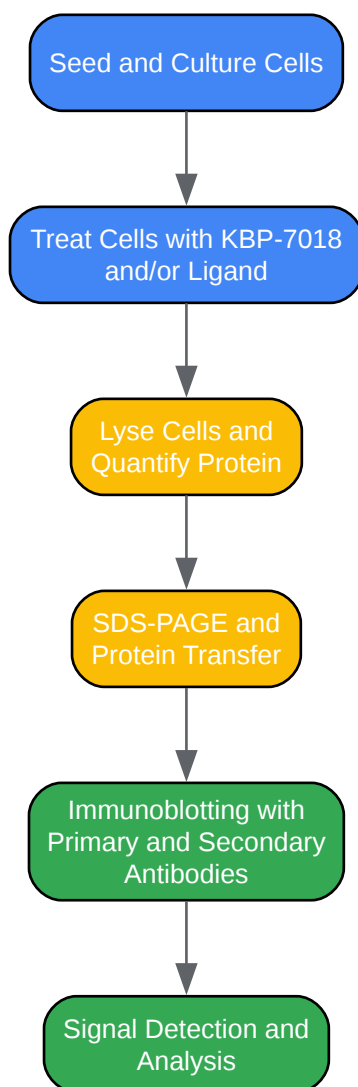 Seed and Culture Cells
Treat Cells with KBP-7018
and/or Ligand
Lyse Cells and
Quantify Protein
SDS-PAGE and
Protein Transfer
Immunoblotting with
Primary and Secondary
Antibodies
Signal Detection and
Analysis